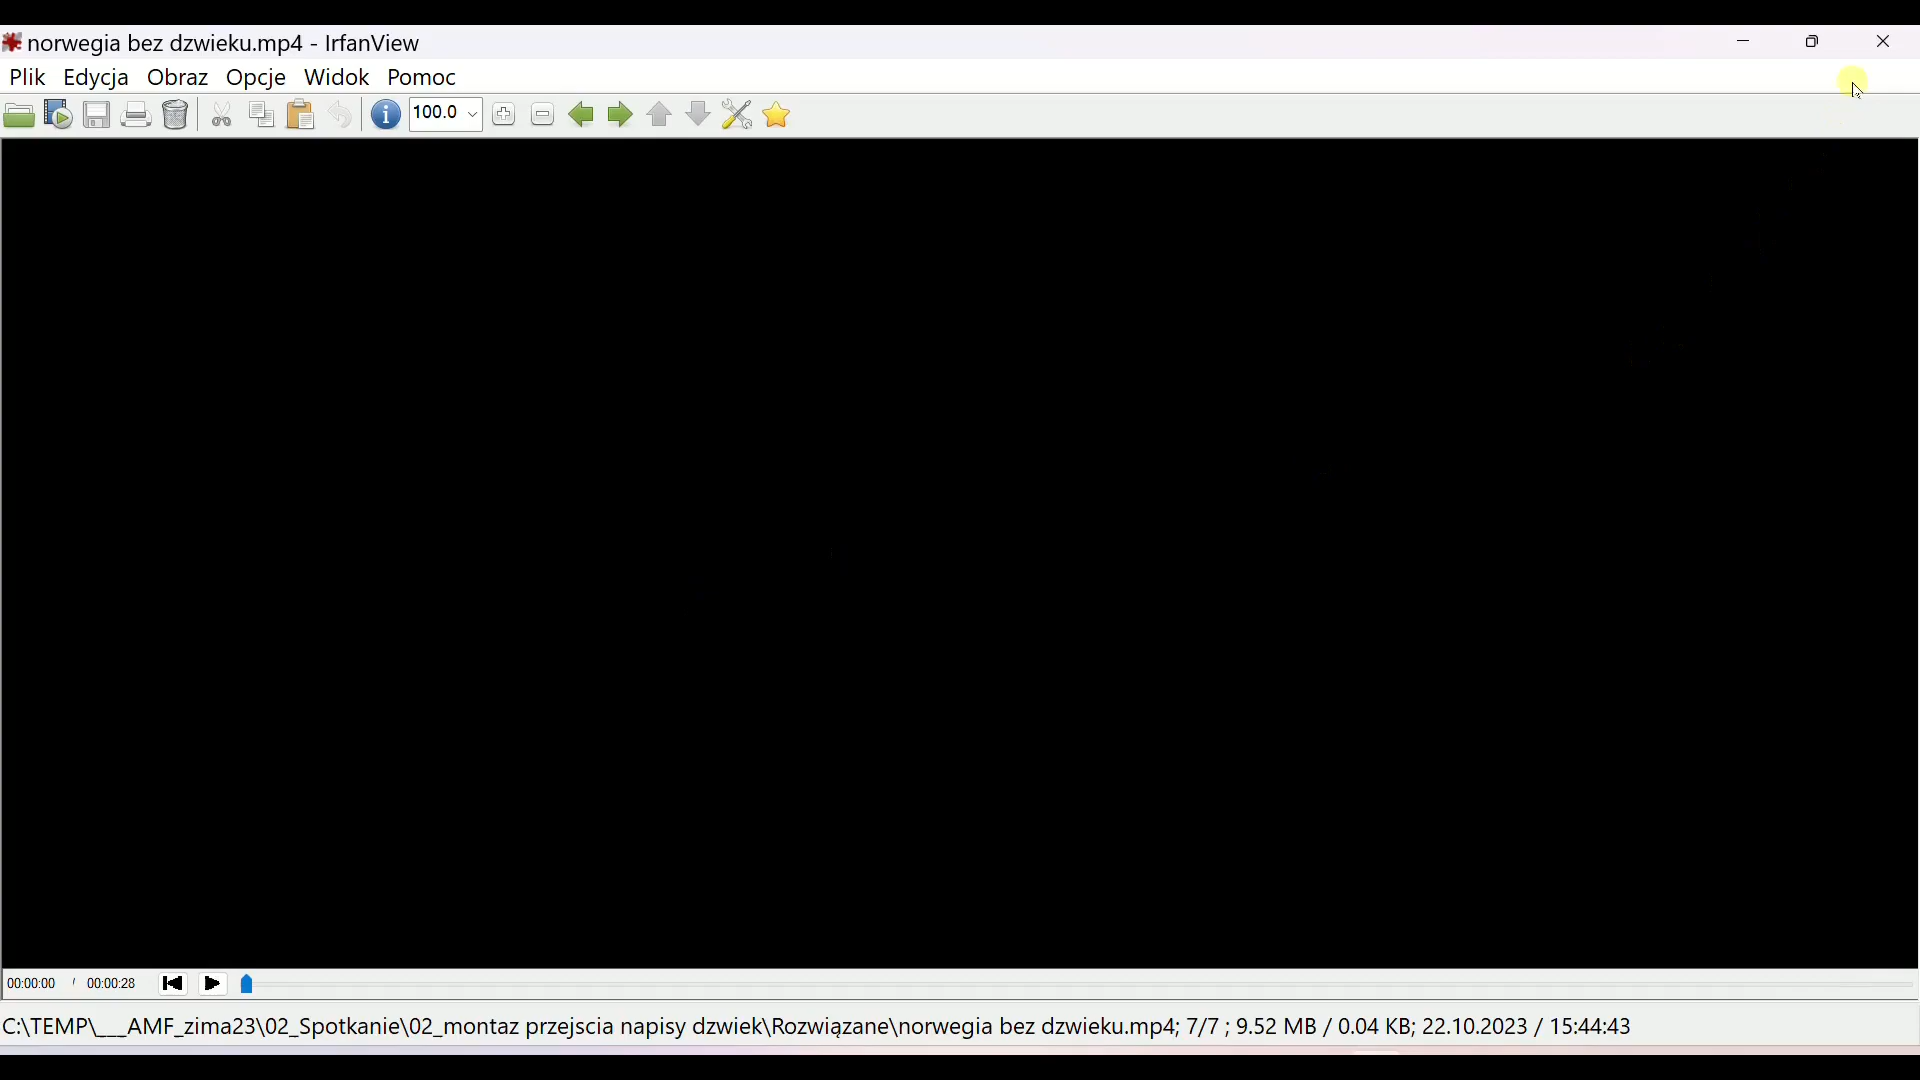 norwegia bez dzwieku.mp4 - IrfanView
Plik Edycja Obraz Opcje Widok Pomoc
100.0
00:00:00 / 00:00:28
C:\TEMP\___AMF_zima23\02_Spotkanie\02_montaz przejscia napisy dzwiek\Rozwiązane\norwegia bez dzwieku.mp4; 7/7 ; 9.52 MB / 0.04 KB; 22.10.2023 / 15:44:43